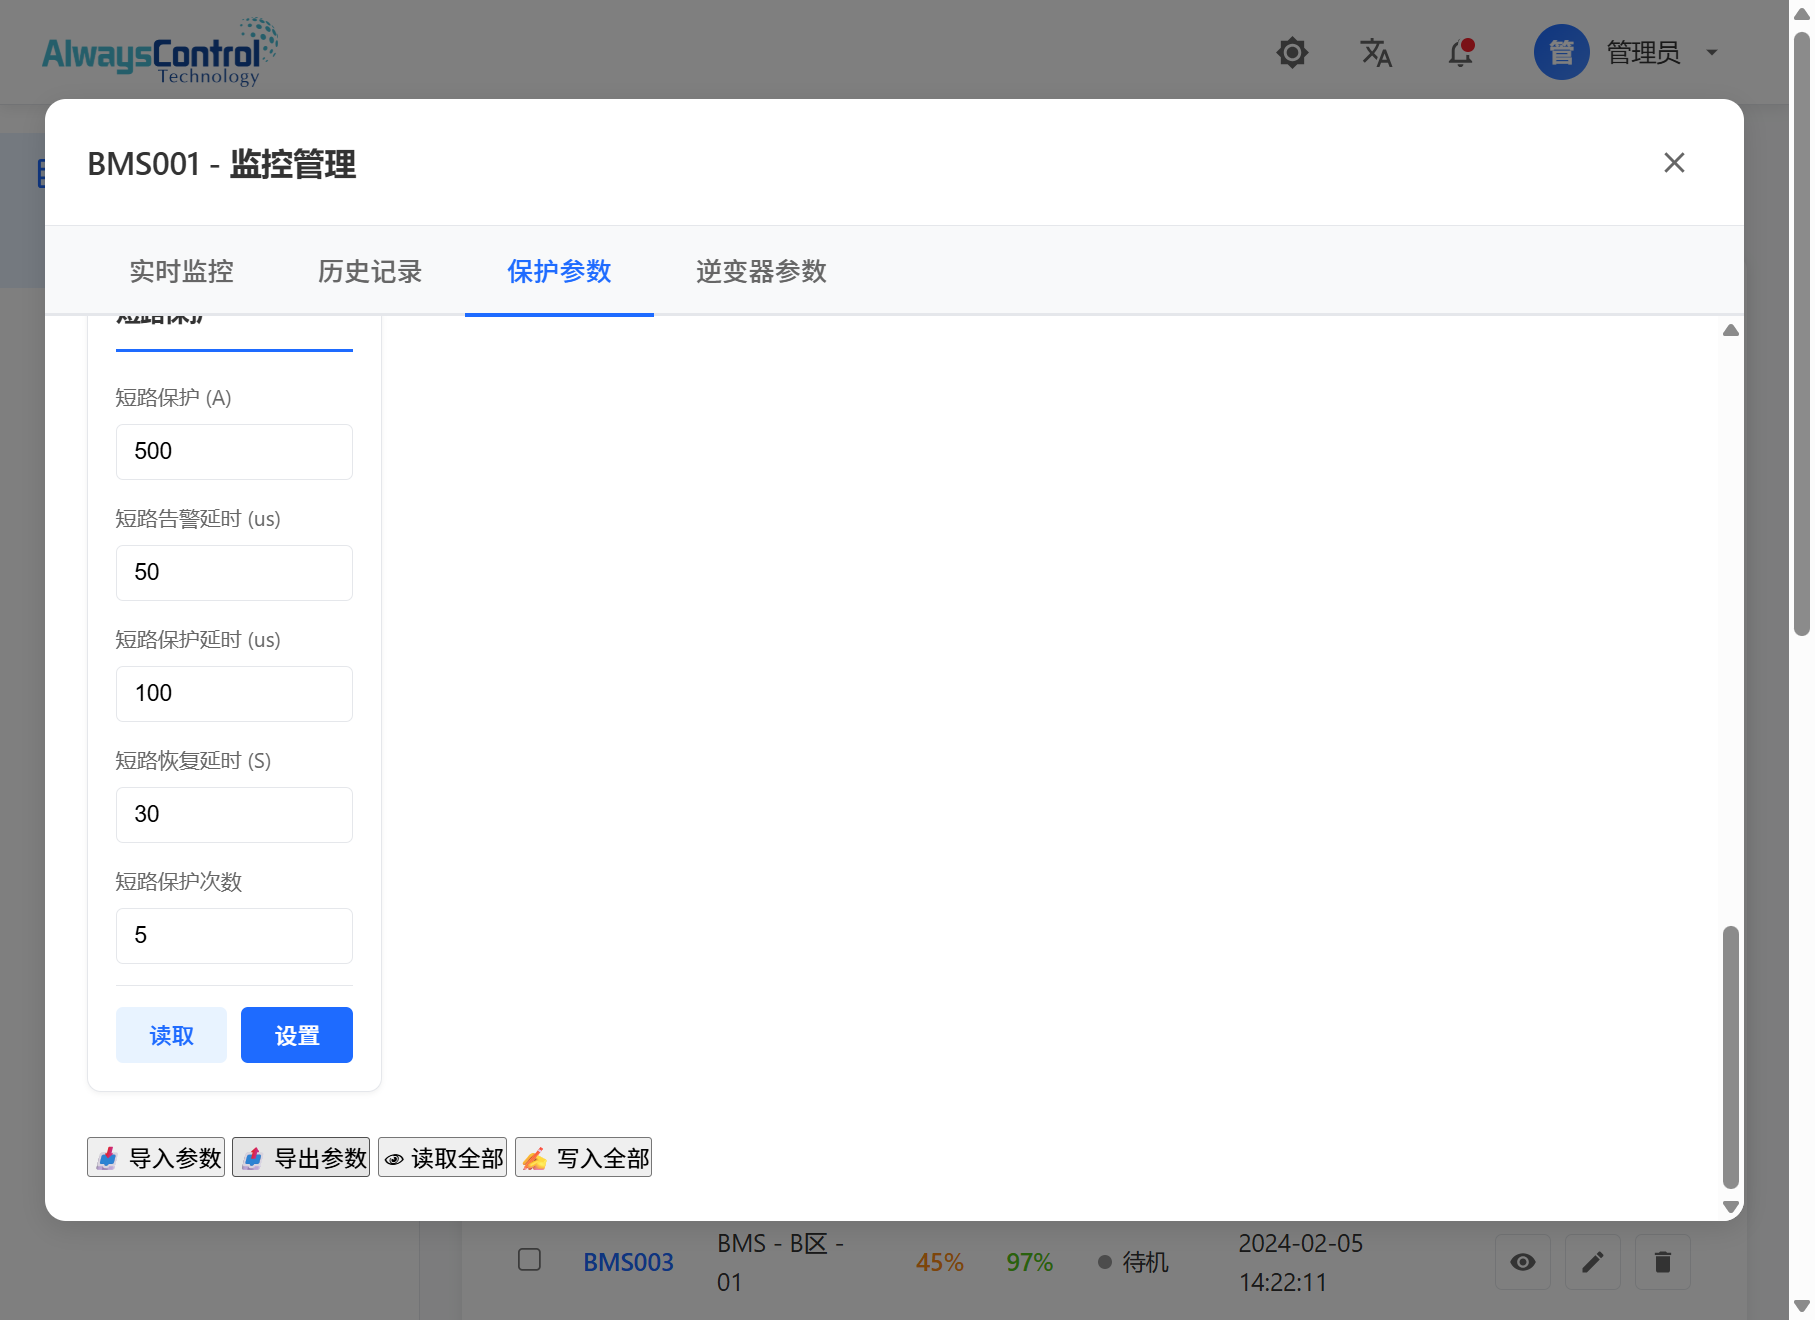 AlwaysControl
Technology
管
管理员
BMS001 - 监控管理
实时监控
历史记录
保护参数
逆变器参数
短路保护
短路保护 (A)
500
短路告警延时 (us)
50
短路保护延时 (us)
100
短路恢复延时 (S)
30
短路保护次数
5
读取
设置
导入参数
导出参数
读取全部
写入全部
BMS003
BMS - B区 -
01
45%
97%
待机
2024-02-05
14:22:11